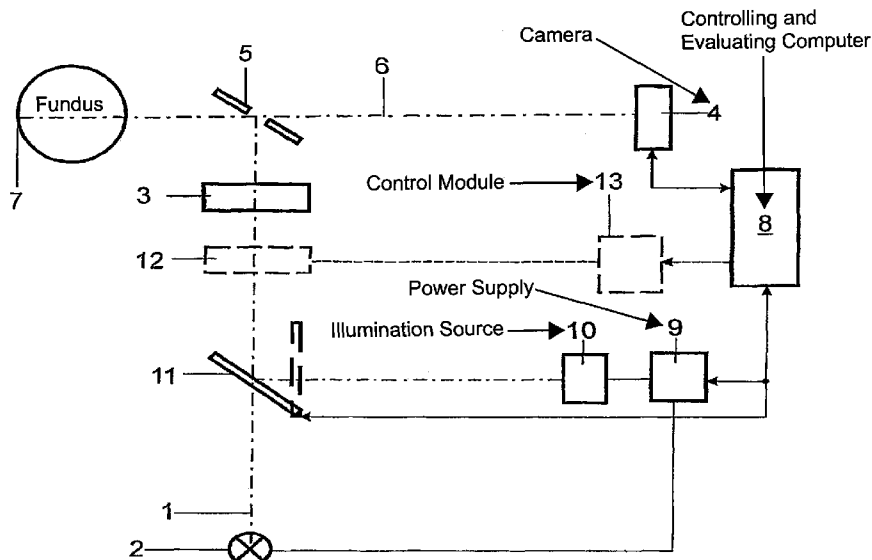 Controlling and
Evaluating Computer
Camera
5
6
Fundus
4
7
3
Control Module
13
8
12
Power Supply
Illumination Source
10
9
11
1
2